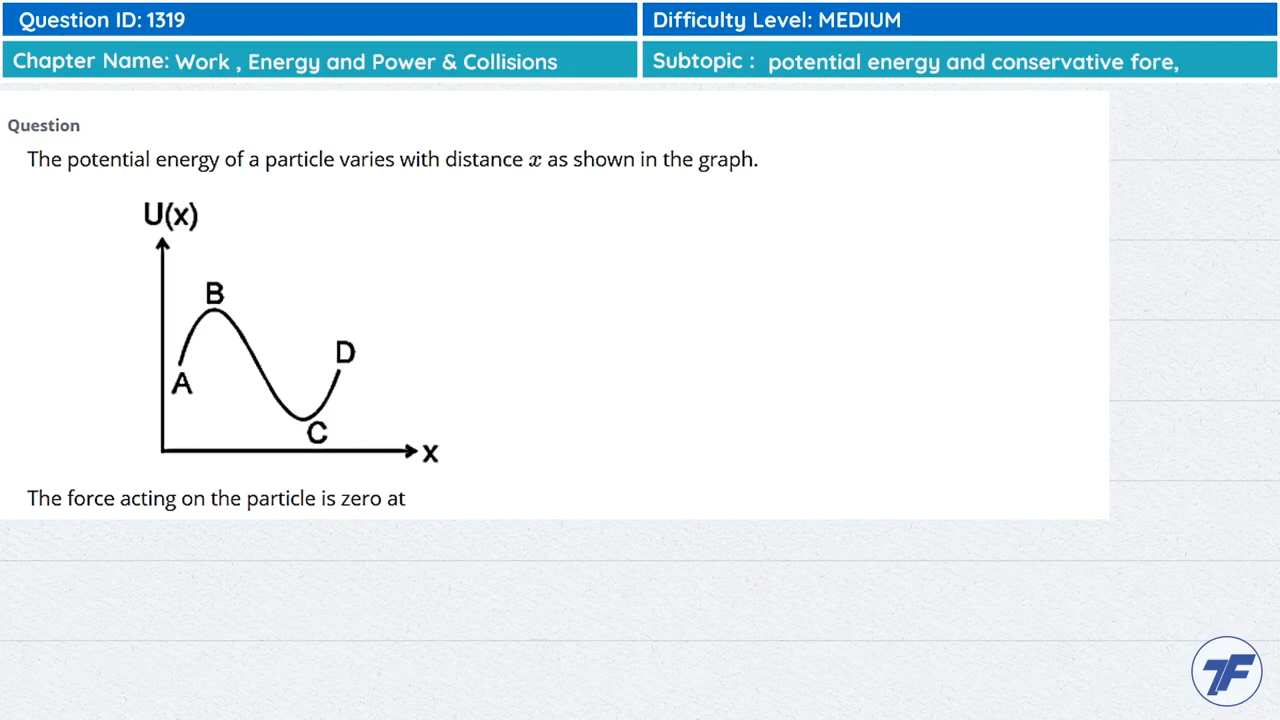 Question ID: 1319
Difficulty Level: MEDIUM
Chapter Name: Work , Energy and Power & Collisions
Subtopic : potential energy and conservative fore,
Question
The potential energy of a particle varies with distance x as shown in the graph.
U(x)
B
D
A
C
x
The force acting on the particle is zero at
7F